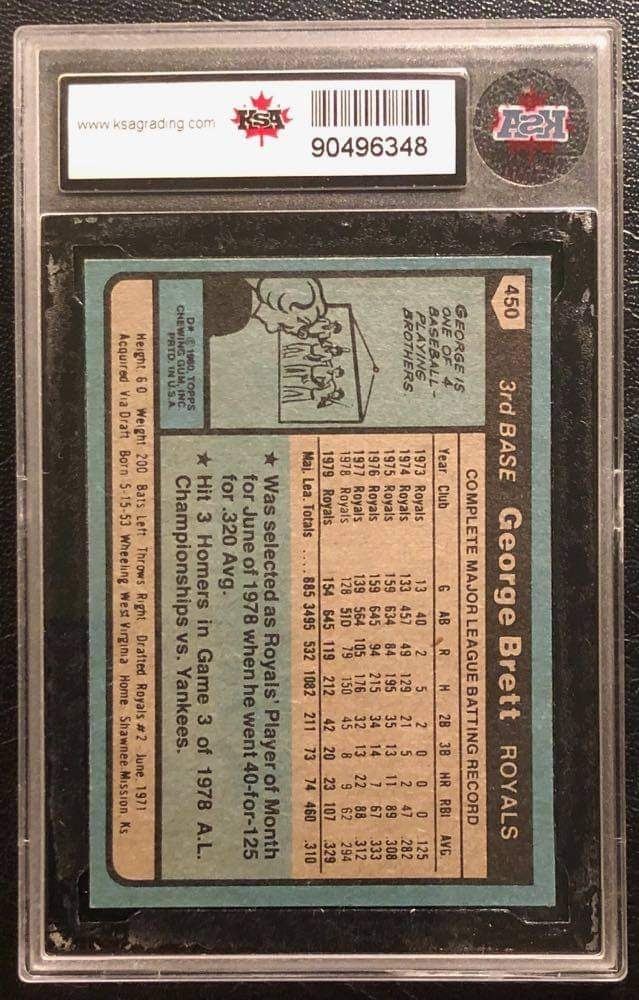 www.ksagrading.com
KSA
90496348
KSA
450
3rd BASE George Brett ROYALS
GEORGE IS
ONE OF 4
BASEBALL-
PLAYING
BROTHERS.
COMPLETE MAJOR LEAGUE BATTING RECORD
Year Club G AB R H 2B 3B HR RBI AVG
1973 Royals 13 40 2 5 2 0 0 0 .125
1974 Royals 133 457 49 129 21 5 2 47 .282
1975 Royals 159 634 84 195 35 13 11 89 .308
1976 Royals 159 645 94 215 34 14 7 67 .333
1977 Royals 139 564 105 176 32 13 22 88 .312
1978 Royals 128 510 79 150 45 8 9 62 .294
1979 Royals 154 645 119 212 42 20 23 107 .329
Maj. Lea. Totals ..... 885 3495 532 1082 211 73 74 460 .310
★ Was selected as Royals' Player of Month
for June of 1978 when he went 40-for-125
for .320 Avg.
★ Hit 3 Homers in Game 3 of 1978 A.L.
Championships vs. Yankees.
D* © 1980 TOPPS
CHEWING GUM, INC.
PRTD. IN U.S.A.
Height: 6'0 Weight: 200 Bats: Left Throws: Right Drafted: Royals #2 June, 1971
Acquired: Via Draft Born: 5-15-53 Wheeling, West Virginia Home: Shawnee Mission, Ks